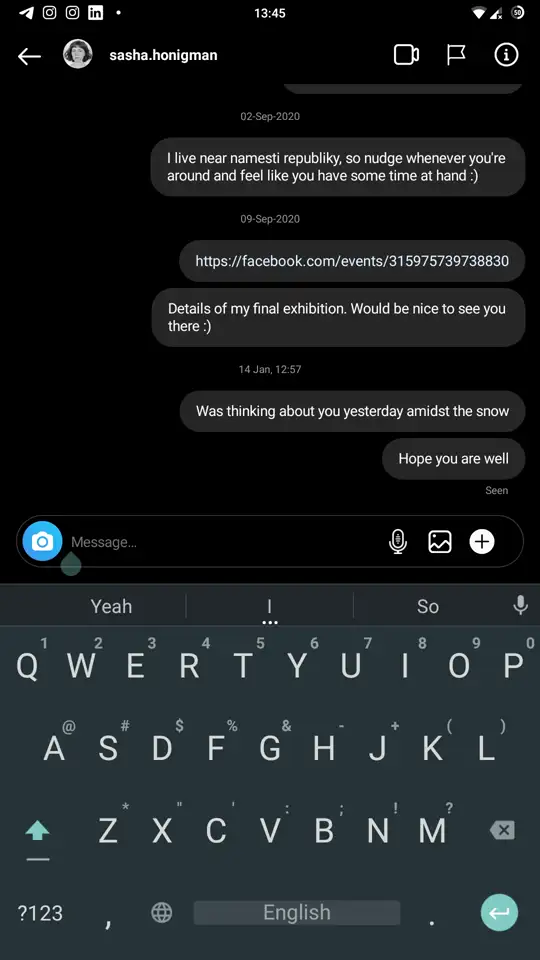 13:45
50
sasha.honigman
02-Sep-2020
I live near namesti republiky, so nudge whenever you're
around and feel like you have some time at hand :)
09-Sep-2020
https://facebook.com/events/315975739738830
Details of my final exhibition. Would be nice to see you
there :)
14 Jan, 12:57
Was thinking about you yesterday amidst the snow
Hope you are well
Seen
Message...
Yeah I So
1 2 3 4 5 6 7 8 9 0
Q W E R T Y U I O P
@ # $ % & - + ( )
A S D F G H J K L
* " ' : ; ! ?
Z X C V B N M
?123 , English .